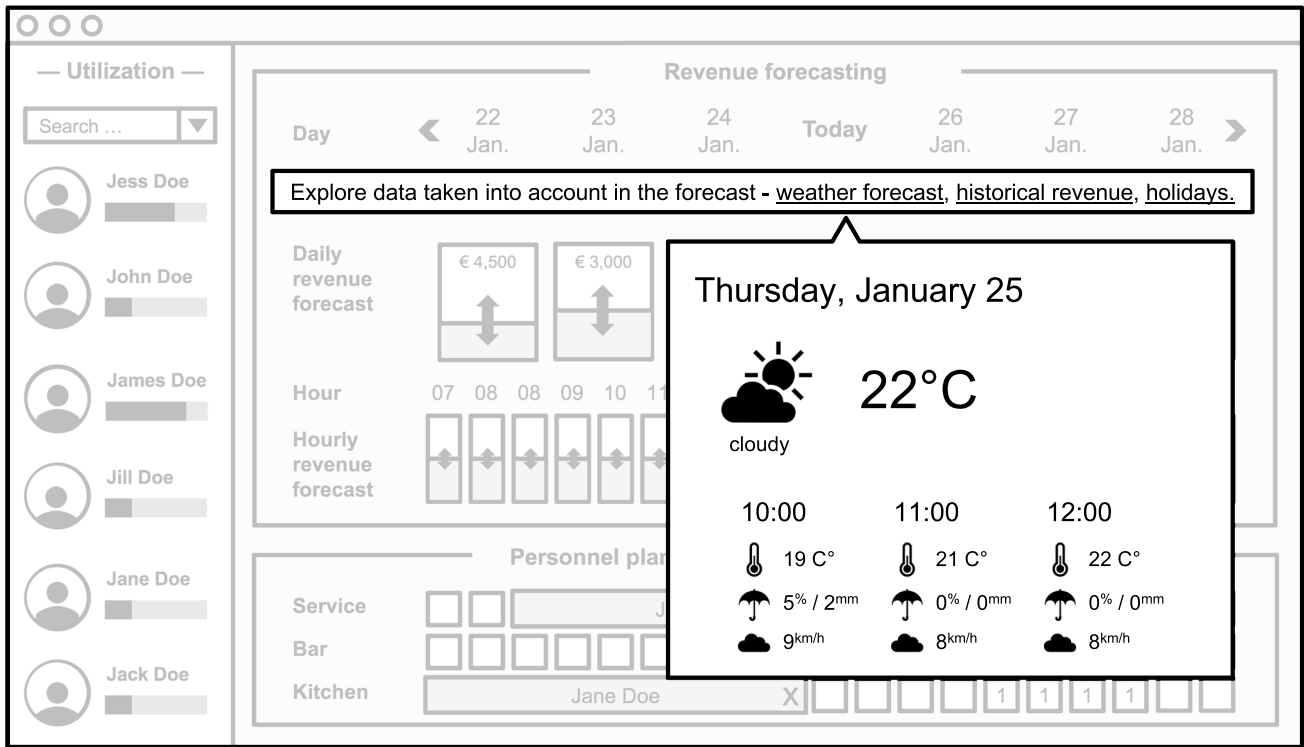 — Utilization —
Search ...
Jess Doe
John Doe
James Doe
Jill Doe
Jane Doe
Jack Doe
Revenue forecasting
Day
22 Jan.
23 Jan.
24 Jan.
Today
26 Jan.
27 Jan.
28 Jan.
Explore data taken into account in the forecast - weather forecast, historical revenue, holidays.
Daily
revenue
forecast
€ 4,500
€ 3,000
Hour
07 08 08 09 10 11
Hourly
revenue
forecast
Thursday, January 25
22°C
cloudy
10:00 11:00 12:00
19 C° 21 C° 22 C°
5% / 2mm 0% / 0mm 0% / 0mm
9km/h 8km/h 8km/h
Personnel plan
Service
J
Bar
Kitchen
Jane Doe X
1 1 1 1